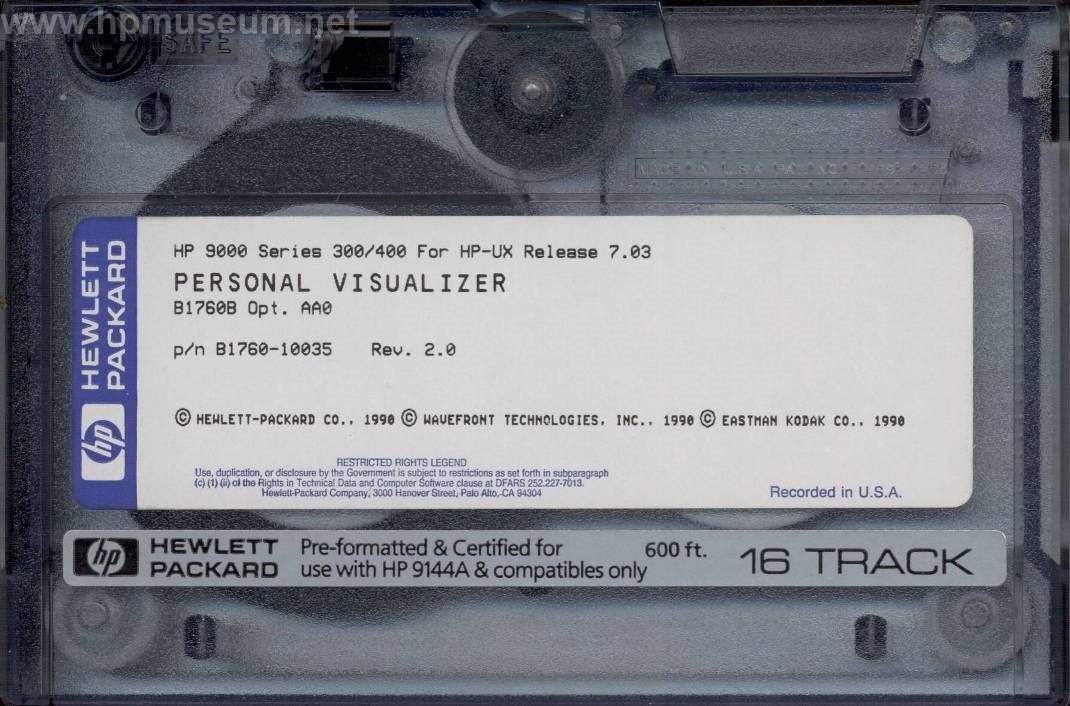 www.hpmuseum.net
SAFE
HP 9000 Series 300/400 For HP-UX Release 7.03
PERSONAL VISUALIZER
B1760B Opt. AA0
p/n B1760-10035 Rev. 2.0
© HEWLETT-PACKARD CO., 1990 © WAVEFRONT TECHNOLOGIES, INC., 1990 © EASTMAN KODAK CO., 1990
RESTRICTED RIGHTS LEGEND
Use, duplication, or disclosure by the Government is subject to restrictions as set forth in subparagraph
(c) (1) (ii) of the Rights in Technical Data and Computer Software clause at DFARS 252.227-7013.
Hewlett-Packard Company, 3000 Hanover Street, Palo Alto, CA 94304
Recorded in U.S.A.
HEWLETT
PACKARD
hp
hp
HEWLETT
PACKARD
Pre-formatted & Certified for
use with HP 9144A & compatibles only
600 ft.
16 TRACK